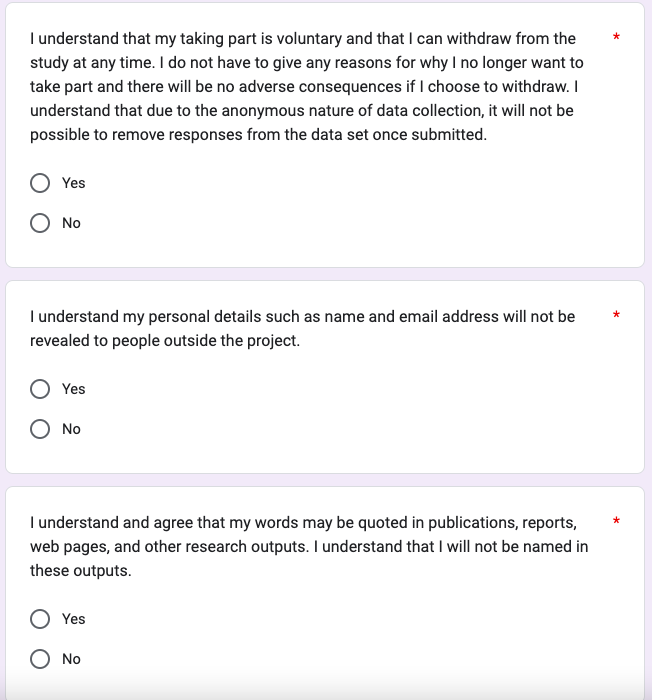 I understand that my taking part is voluntary and that I can withdraw from the *
study at any time. I do not have to give any reasons for why I no longer want to
take part and there will be no adverse consequences if I choose to withdraw. I
understand that due to the anonymous nature of data collection, it will not be
possible to remove responses from the data set once submitted.
Yes
No
I understand my personal details such as name and email address will not be *
revealed to people outside the project.
Yes
No
I understand and agree that my words may be quoted in publications, reports, *
web pages, and other research outputs. I understand that I will not be named in
these outputs.
Yes
No